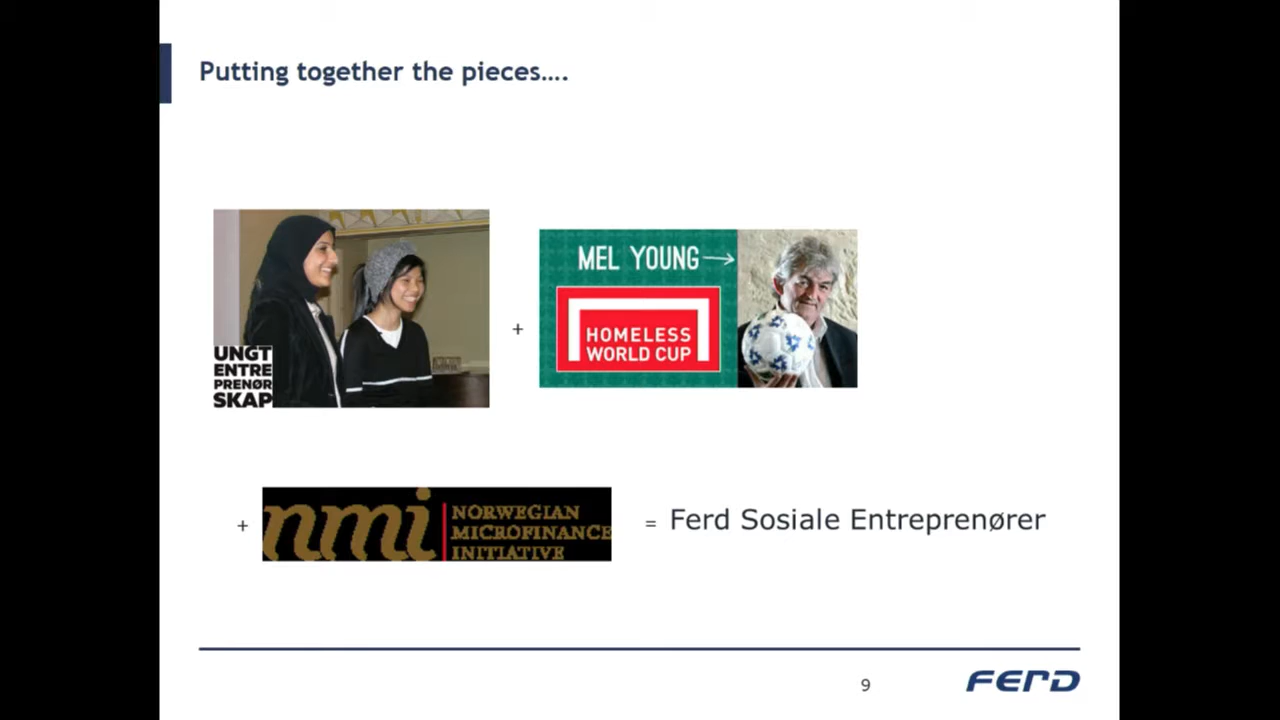 Putting together the pieces....
UNGT
ENTRE
PRENØR
SKAP
+
MEL YOUNG →
HOMELESS
WORLD CUP
+
nmi
NORWEGIAN
MICROFINANCE
INITIATIVE
= Ferd Sosiale Entreprenører
9
FERD